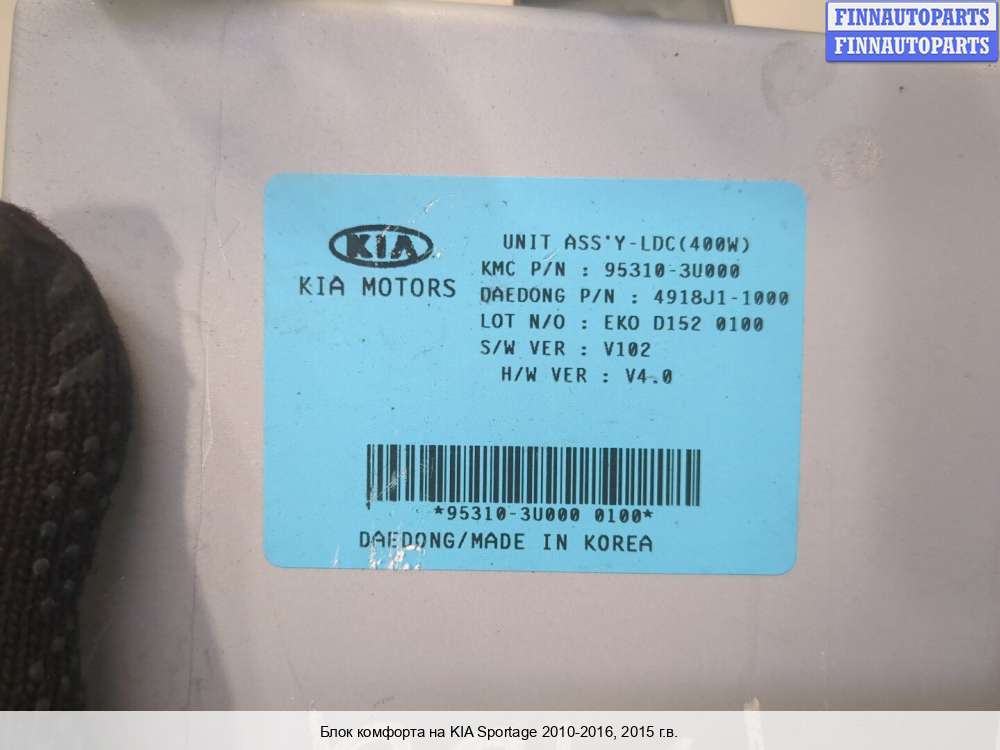 FINNAUTOPARTS
FINNAUTOPARTS
KIA
KIA MOTORS
UNIT ASS'Y-LDC(400W)
KMC P/N : 95310-3U000
DAEDONG P/N : 4918J1-1000
LOT N/O : EKO D152 0100
S/W VER : V102
H/W VER : V4.0
*95310-3U000 0100*
DAEDONG/MADE IN KOREA
Блок комфорта на KIA Sportage 2010-2016, 2015 г.в.